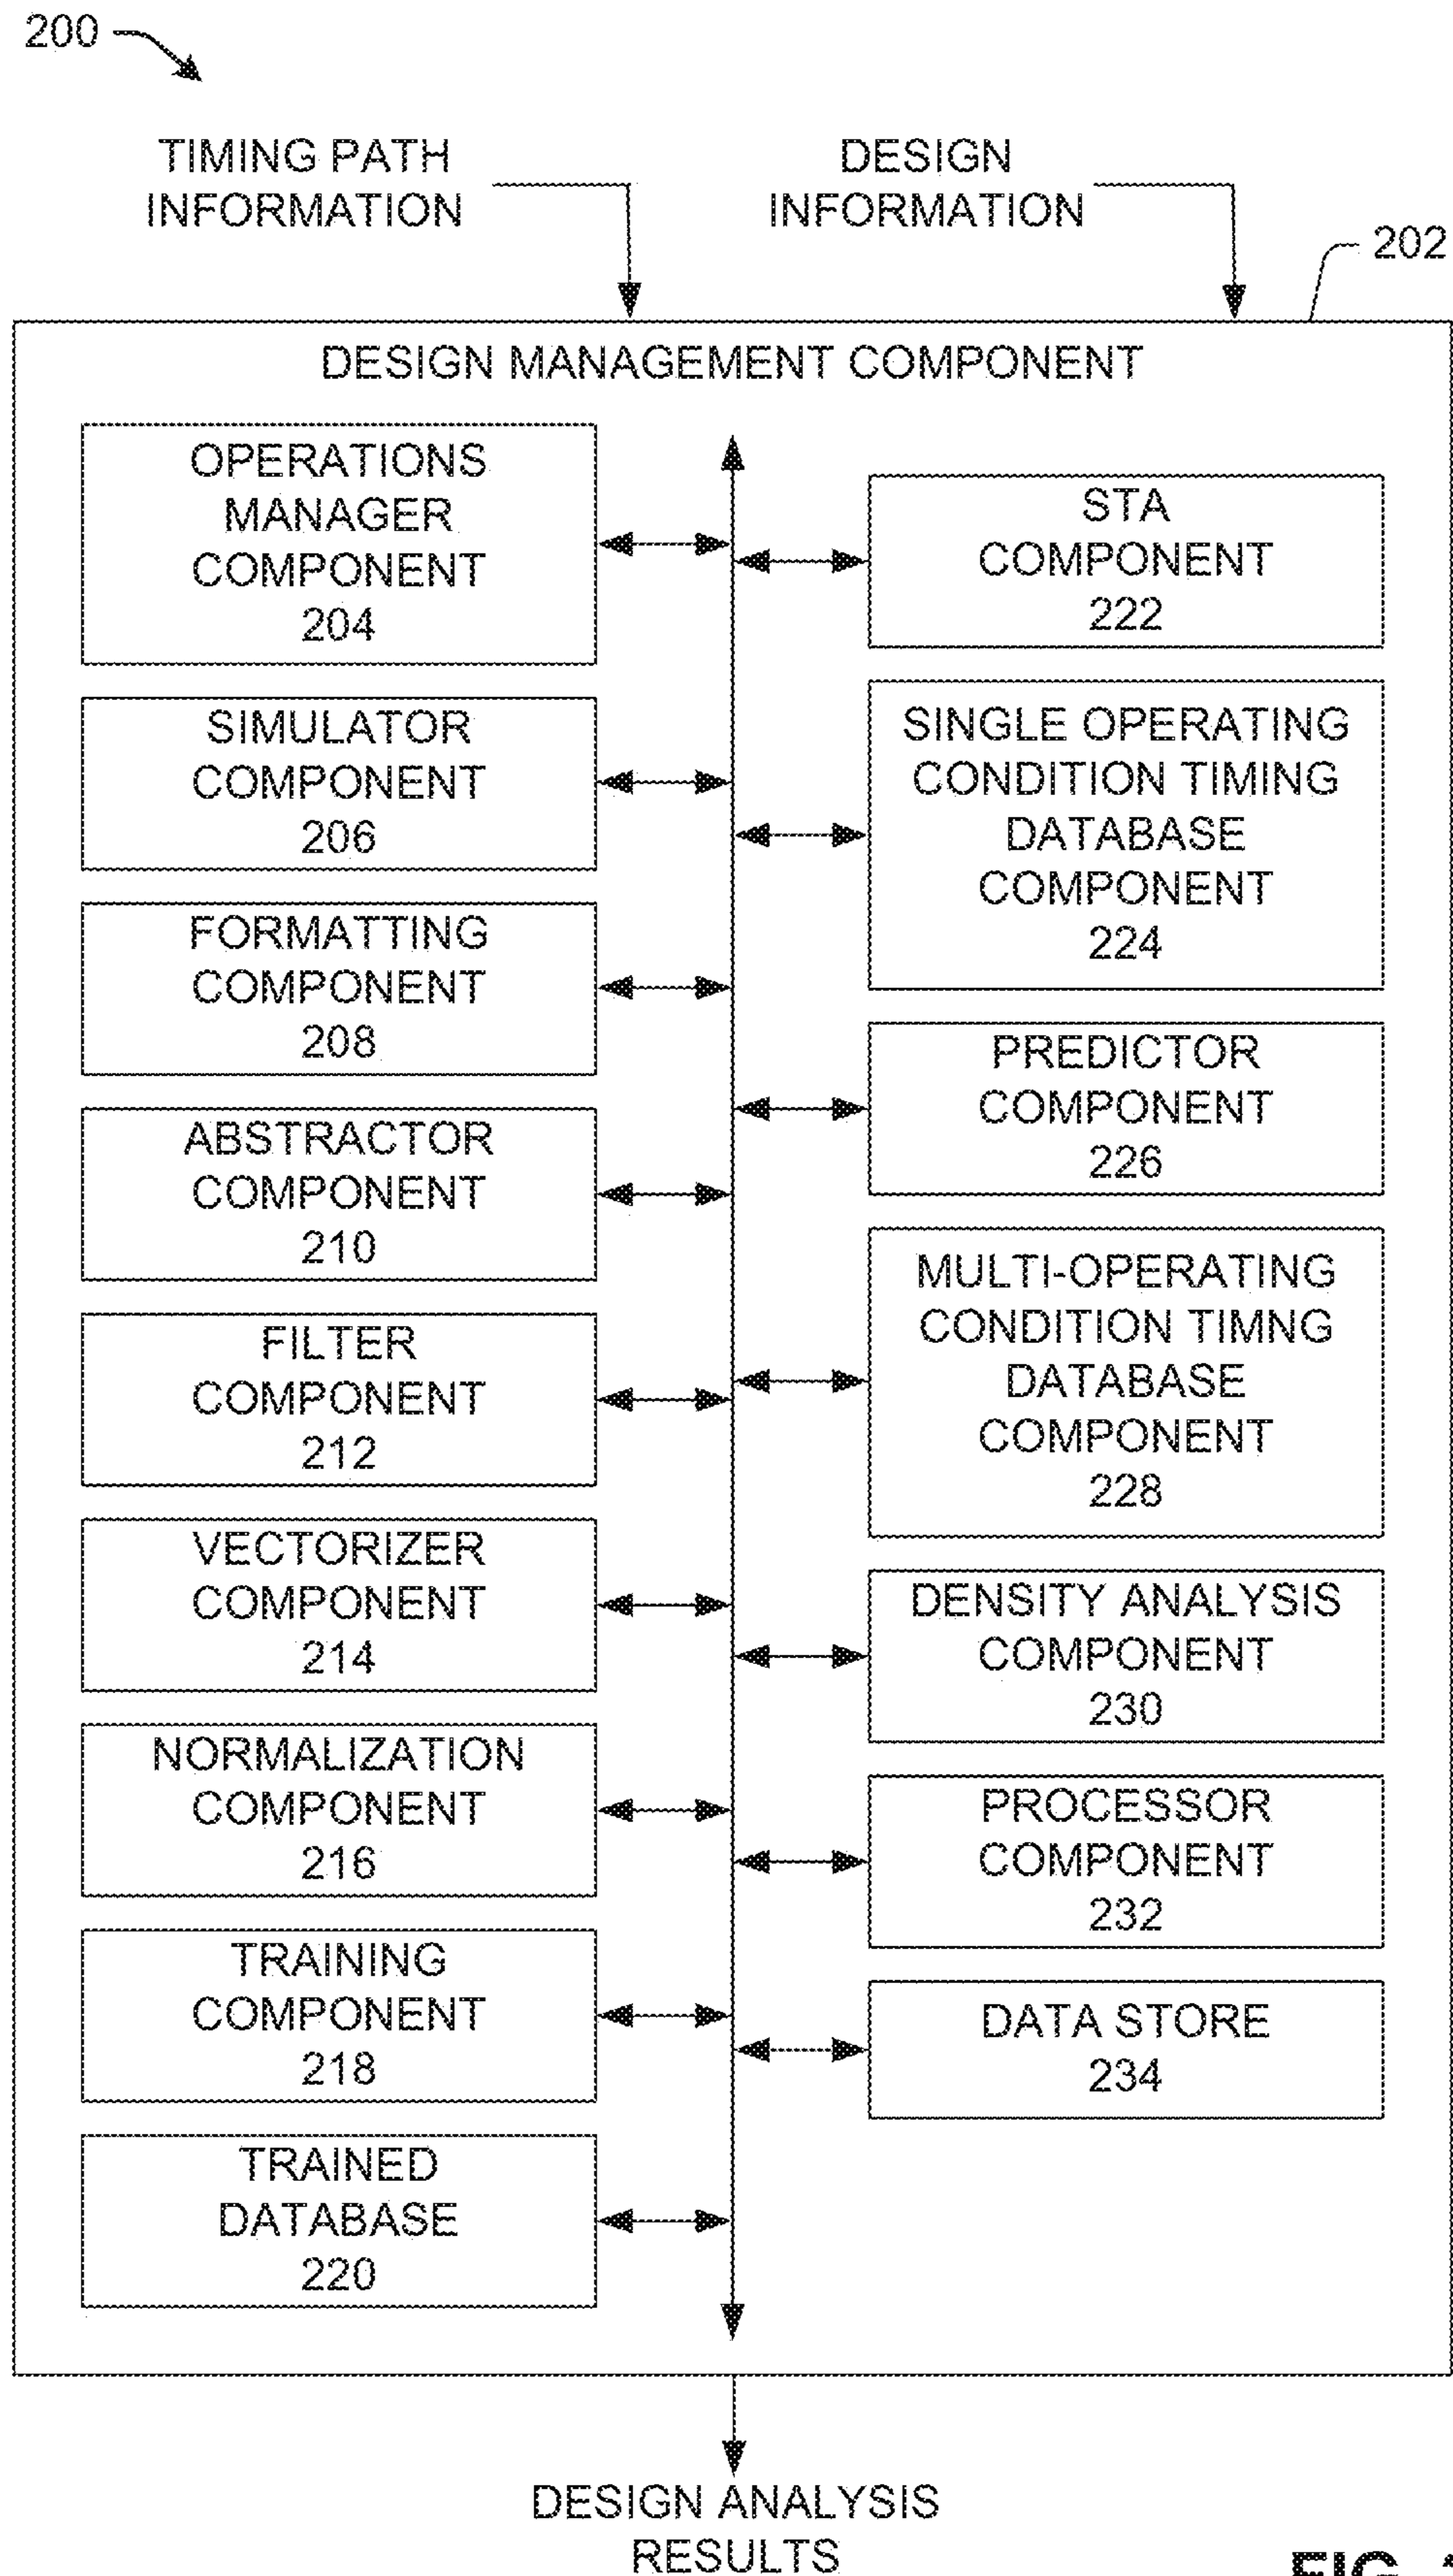 200
TIMING PATH
INFORMATION
DESIGN
INFORMATION
202
DESIGN MANAGEMENT COMPONENT
OPERATIONS
MANAGER
COMPONENT
204
SIMULATOR
COMPONENT
206
FORMATTING
COMPONENT
208
ABSTRACTOR
COMPONENT
210
FILTER
COMPONENT
212
VECTORIZER
COMPONENT
214
NORMALIZATION
COMPONENT
216
TRAINING
COMPONENT
218
TRAINED
DATABASE
220
STA
COMPONENT
222
SINGLE OPERATING
CONDITION TIMING
DATABASE
COMPONENT
224
PREDICTOR
COMPONENT
226
MULTI-OPERATING
CONDITION TIMNG
DATABASE
COMPONENT
228
DENSITY ANALYSIS
COMPONENT
230
PROCESSOR
COMPONENT
232
DATA STORE
234
DESIGN ANALYSIS
RESULTS
FIG.